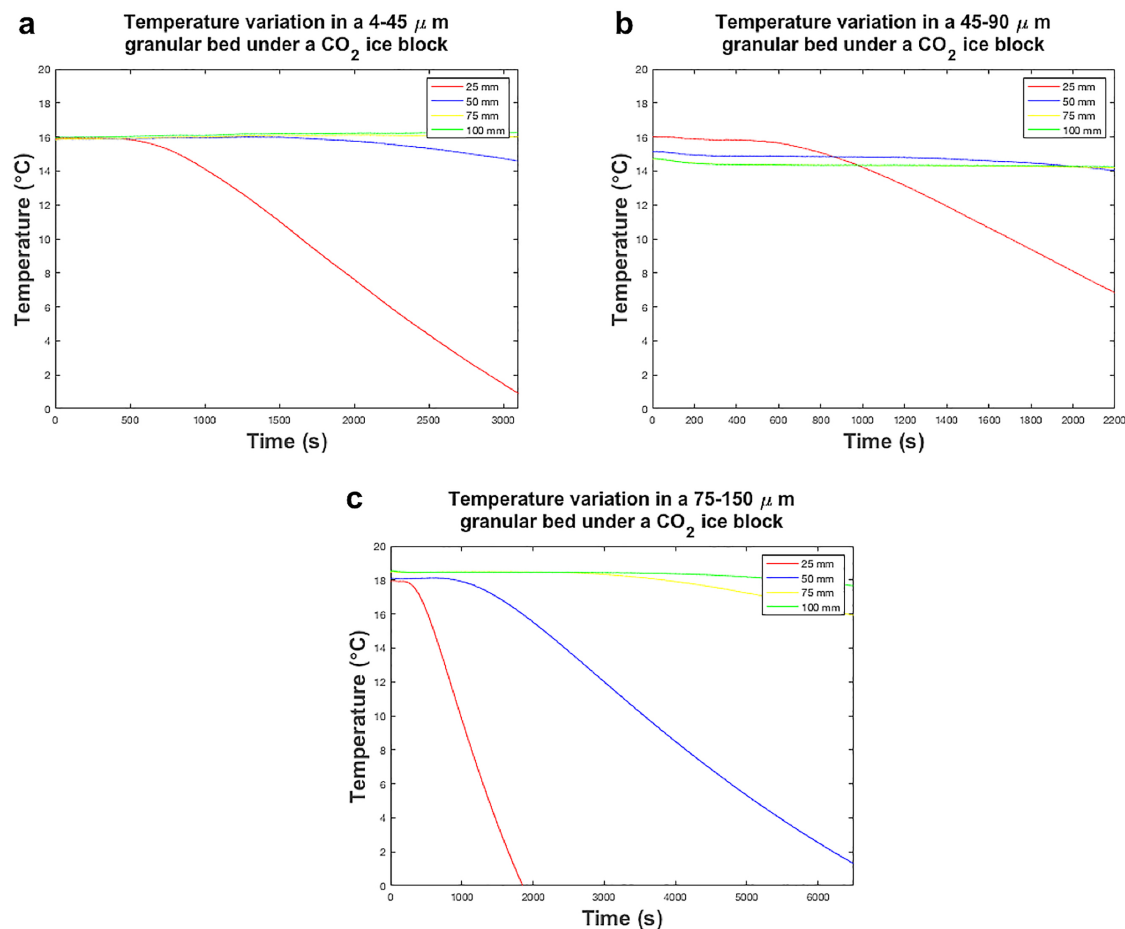 a
Temperature variation in a 4-45 μ m
granular bed under a CO2 ice block
20
18
16
14
12
10
8
6
4
2
0
Temperature (°C)
25 mm
50 mm
75 mm
100 mm
0 500 1000 1500 2000 2500 3000
Time (s)
b
Temperature variation in a 45-90 μ m
granular bed under a CO2 ice block
20
18
16
14
12
10
8
6
4
2
0
Temperature (°C)
25 mm
50 mm
75 mm
100 mm
0 200 400 600 800 1000 1200 1400 1600 1800 2000 2200
Time (s)
c
Temperature variation in a 75-150 μ m
granular bed under a CO2 ice block
20
18
16
14
12
10
8
6
4
2
0
Temperature (°C)
25 mm
50 mm
75 mm
100 mm
0 1000 2000 3000 4000 5000 6000
Time (s)